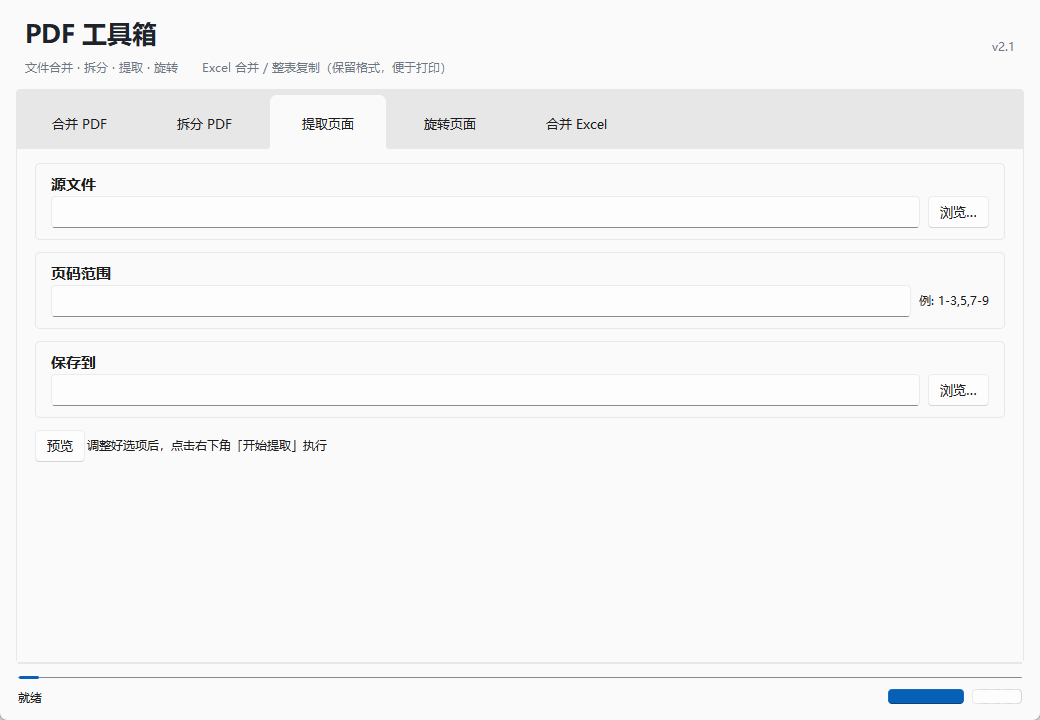 PDF 工具箱
v2.1
文件合并 · 拆分 · 提取 · 旋转 Excel 合并 / 整表复制（保留格式，便于打印）
合并 PDF 拆分 PDF 提取页面 旋转页面 合并 Excel
源文件
浏览...
页码范围
例: 1-3,5,7-9
保存到
浏览...
预览 调整好选项后，点击右下角「开始提取」执行
就绪